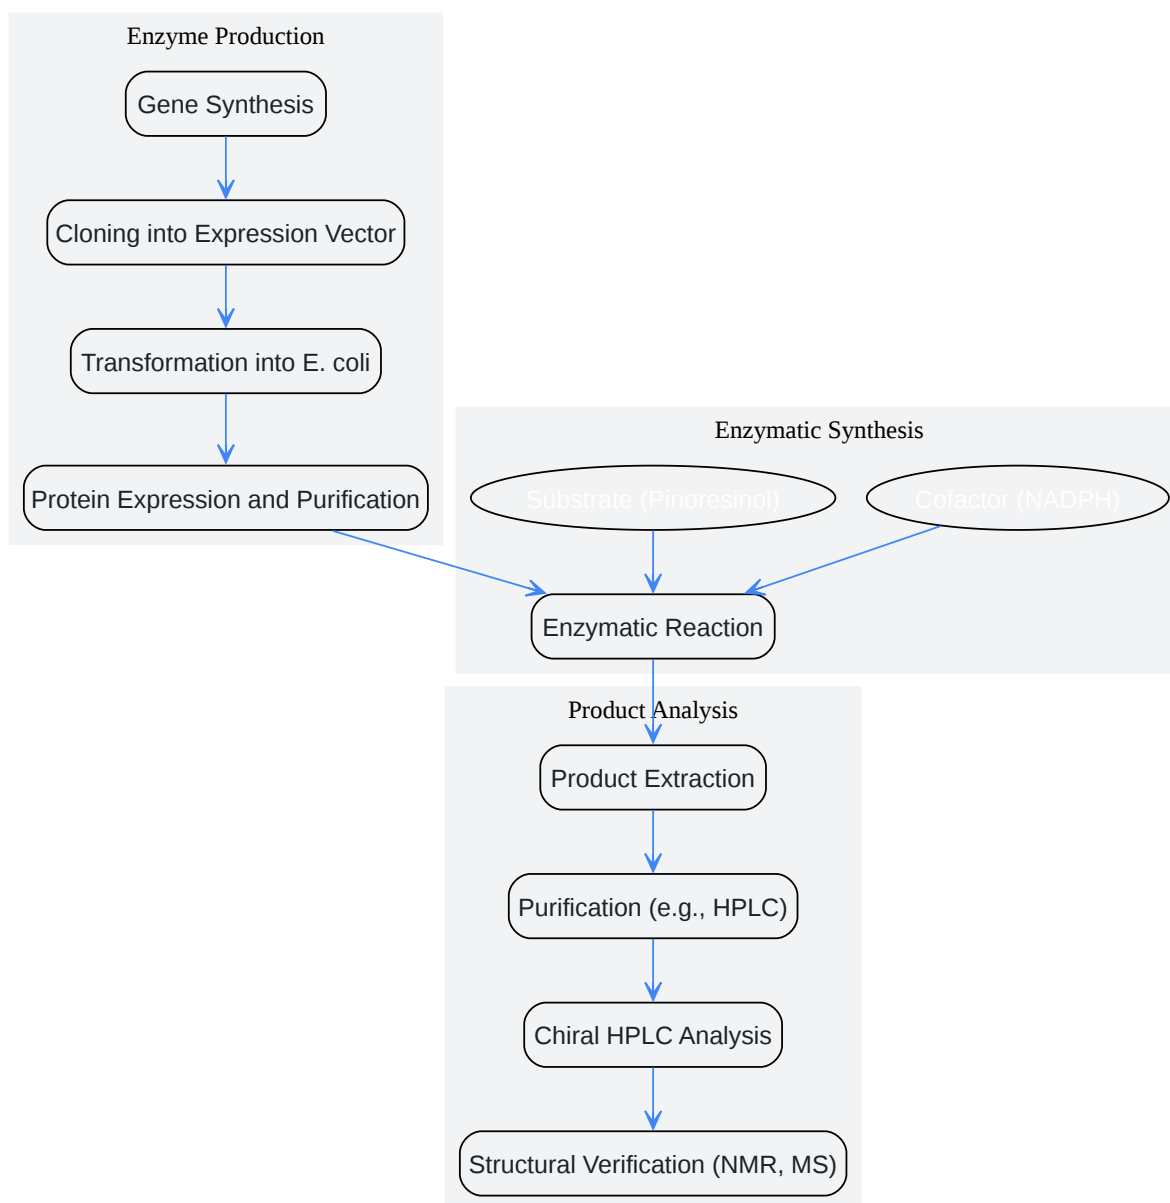 Enzyme Production
Gene Synthesis
Cloning into Expression Vector
Transformation into E. coli
Protein Expression and Purification
Enzymatic Synthesis
Substrate (Pinoresinol)
Cofactor (NADPH)
Enzymatic Reaction
Product Analysis
Product Extraction
Purification (e.g., HPLC)
Chiral HPLC Analysis
Structural Verification (NMR, MS)